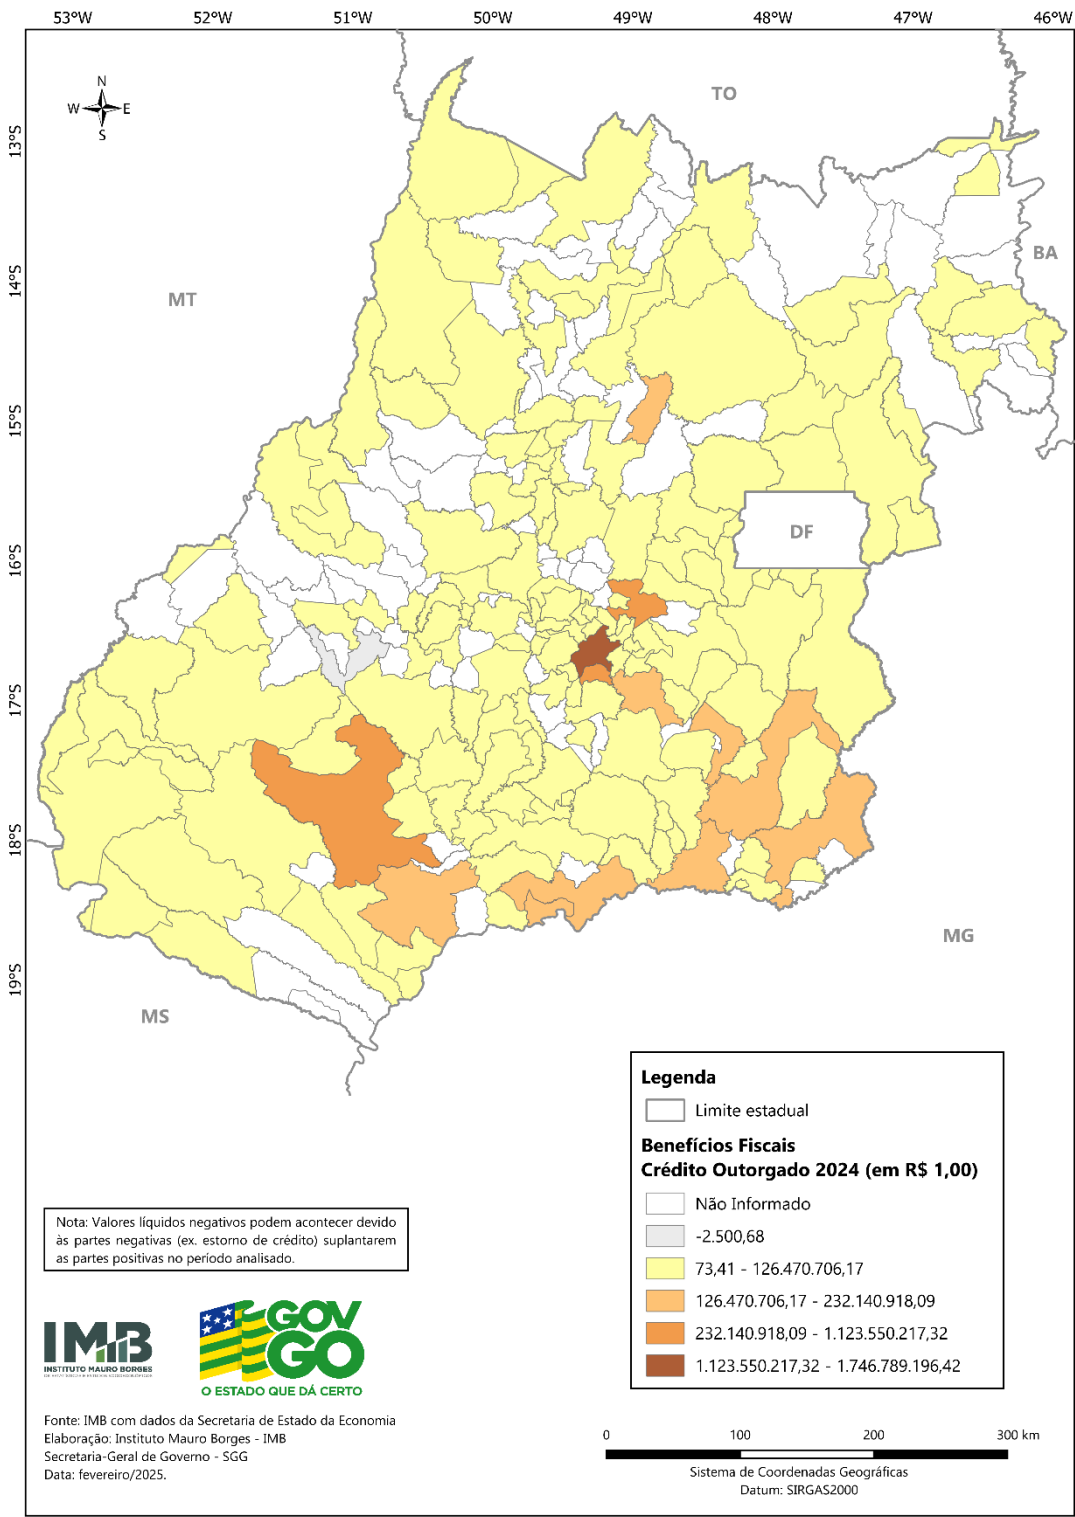 53°W 52°W 51°W 50°W 49°W 48°W 47°W 46°W
N
W E
S
TO
13°S
BA
14°S
MT
15°S
DF
16°S
17°S
18°S
MG
19°S
MS
Legenda
Limite estadual
Benefícios Fiscais
Crédito Outorgado 2024 (em R$ 1,00)
Não Informado
-2.500,68
73,41 - 126.470.706,17
126.470.706,17 - 232.140.918,09
232.140.918,09 - 1.123.550.217,32
1.123.550.217,32 - 1.746.789.196,42
Nota: Valores líquidos negativos podem acontecer devido
às partes negativas (ex. estorno de crédito) suplantarem
as partes positivas no período analisado.
IMB
INSTITUTO MAURO BORGES
GOV
GO
O ESTADO QUE DÁ CERTO
Fonte: IMB com dados da Secretaria de Estado da Economia
Elaboração: Instituto Mauro Borges - IMB
Secretaria-Geral de Governo - SGG
Data: fevereiro/2025.
0 100 200 300 km
Sistema de Coordenadas Geográficas
Datum: SIRGAS2000